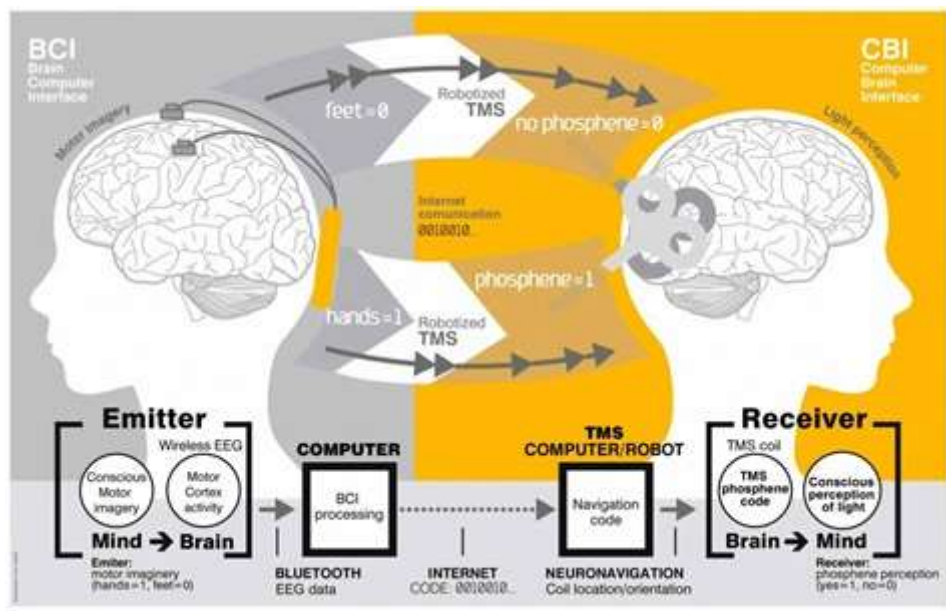 BCI
Brain
Computer
Interface
CBI
Computer
Brain
Interface
Motor Imagery
Light perception
feet=0
Robotized
TMS
no phosphene=0
Internet
comunication
0010010...
phosphene=1
hands=1
Robotized
TMS
Emitter
Wireless EEG
Conscious
Motor
imagery
Motor
Cortex
activity
Mind → Brain
Emiter:
motor imaginery
(hands=1, feet=0)
COMPUTER
BCI
processing
BLUETOOTH
EEG data
INTERNET
CODE: 0010010...
TMS
COMPUTER/ROBOT
Navigation
code
NEURONAVIGATION
Coil location/orientation
Receiver
TMS coil
TMS
phosphene
code
Conscious
perception
of light
Brain → Mind
Receiver:
phosphene perception
(yes=1, no=0)